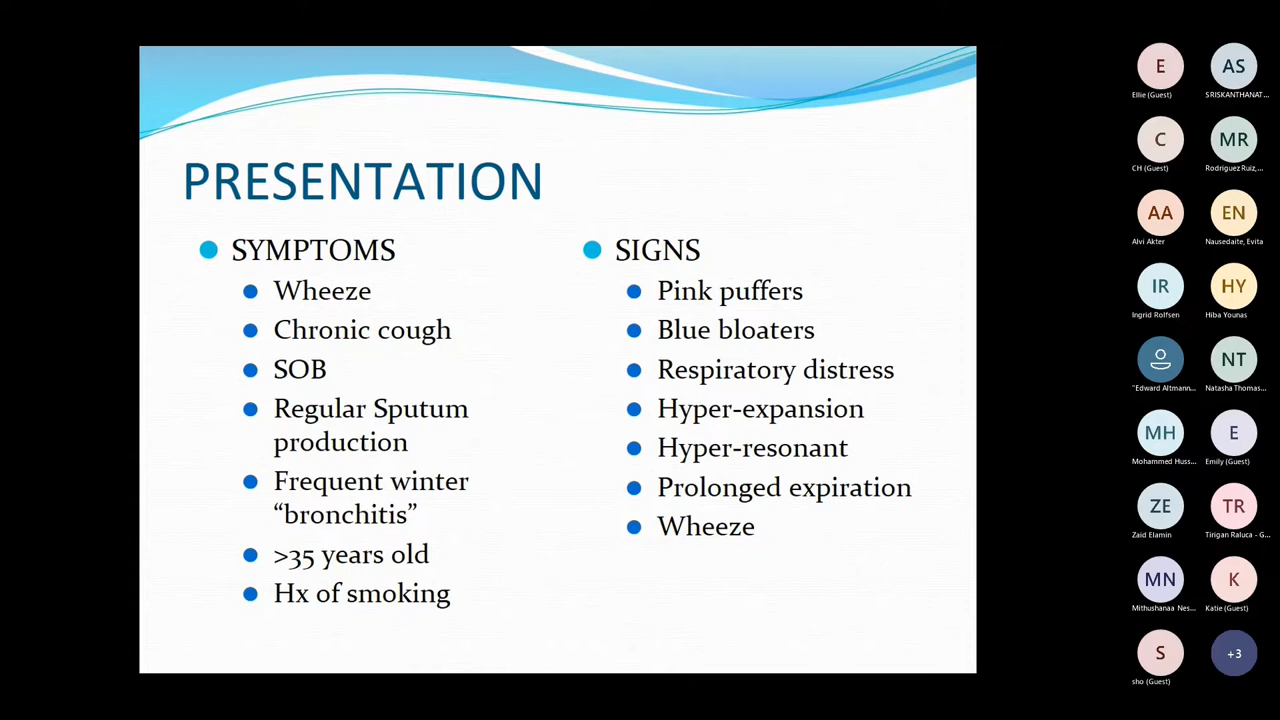 PRESENTATION
SYMPTOMS
Wheeze
Chronic cough
SOB
Regular Sputum
production
Frequent winter
“bronchitis”
>35 years old
Hx of smoking
SIGNS
Pink puffers
Blue bloaters
Respiratory distress
Hyper-expansion
Hyper-resonant
Prolonged expiration
Wheeze
E
Ellie (Guest)
AS
SRISKANTHANAT...
C
CH (Guest)
MR
Rodriguez Ruiz,...
AA
Alvi Akter
EN
Nausedaite, Evita
IR
Ingrid Rolfsen
HY
Hiba Younas
"Edward Altmann...
NT
Natasha Thomas...
MH
Mohammed Huss...
E
Emily (Guest)
ZE
Zaid Elamin
TR
Tirigan Raluca - G...
MN
Mithushanaa Nes...
K
Katie (Guest)
S
sho (Guest)
+3